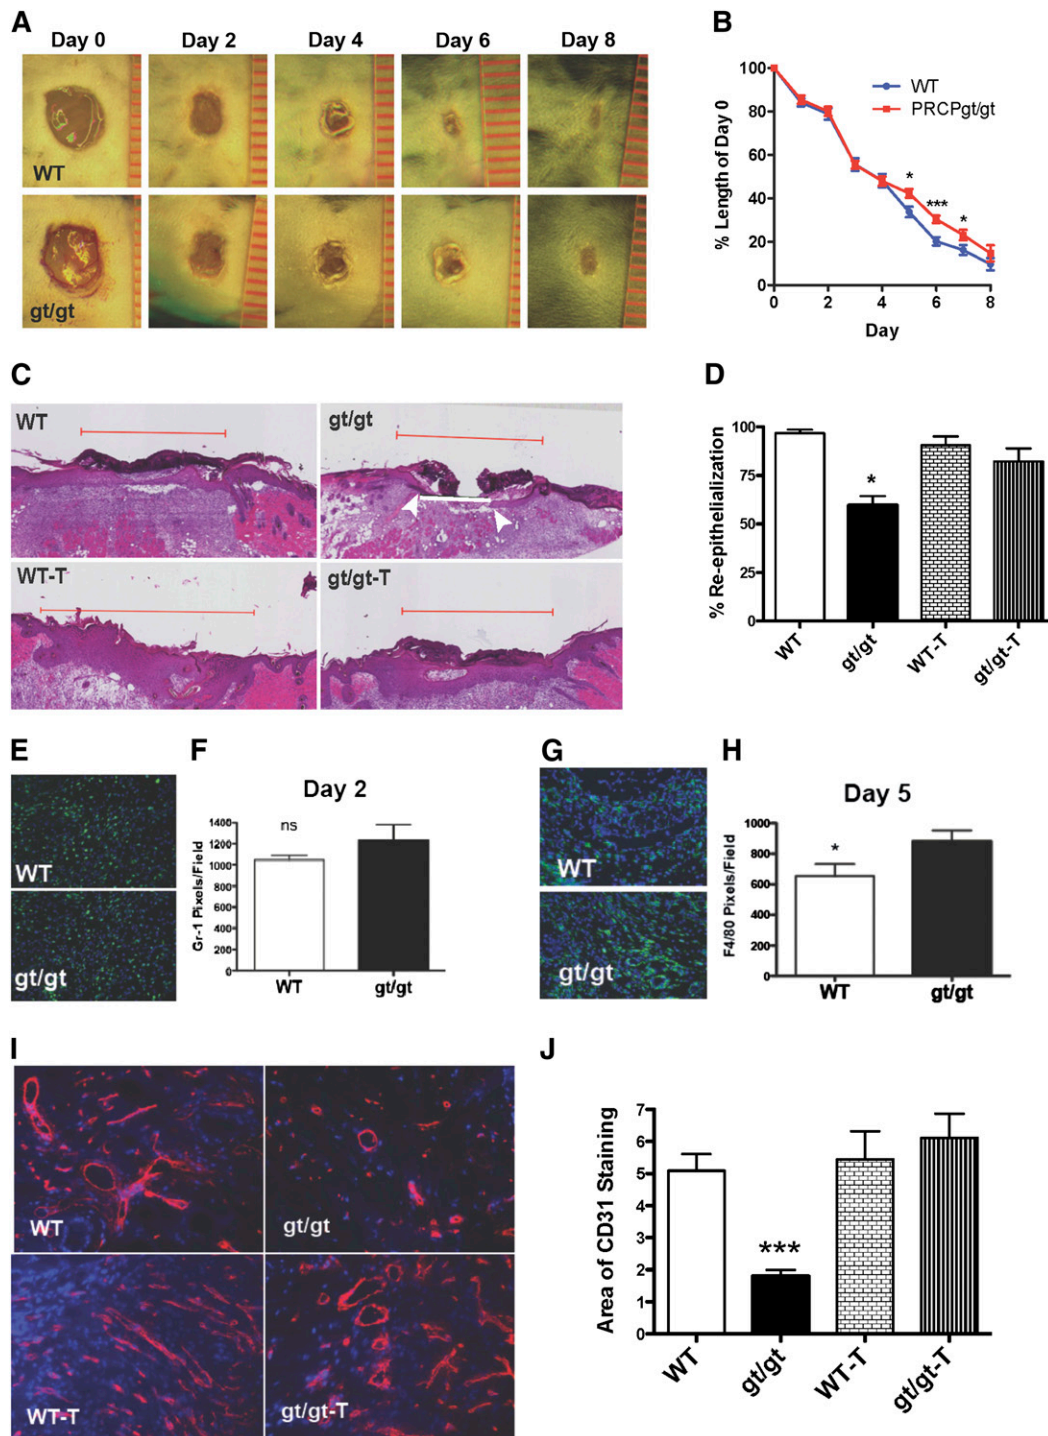 A
Day 0 Day 2 Day 4 Day 6 Day 8
WT
gt/gt
B
% Length of Day 0
100
80
60
40
20
0
0 2 4 6 8
Day
WT
PRCPgt/gt
*
***
*
C
WT
gt/gt
WT-T
gt/gt-T
D
% Re-epithelialization
100
75
50
25
0
*
WT gt/gt WT-T gt/gt-T
E
WT
gt/gt
F
Day 2
Gr-1 Pixels/Field
1400
1200
1000
800
600
400
200
0
ns
WT gt/gt
G
WT
gt/gt
H
Day 5
F4/80 Pixels/Field
1000
800
600
400
200
0
*
WT gt/gt
I
WT
gt/gt
WT-T
gt/gt-T
J
Area of CD31 Staining
7
6
5
4
3
2
1
0
***
WT gt/gt WT-T gt/gt-T